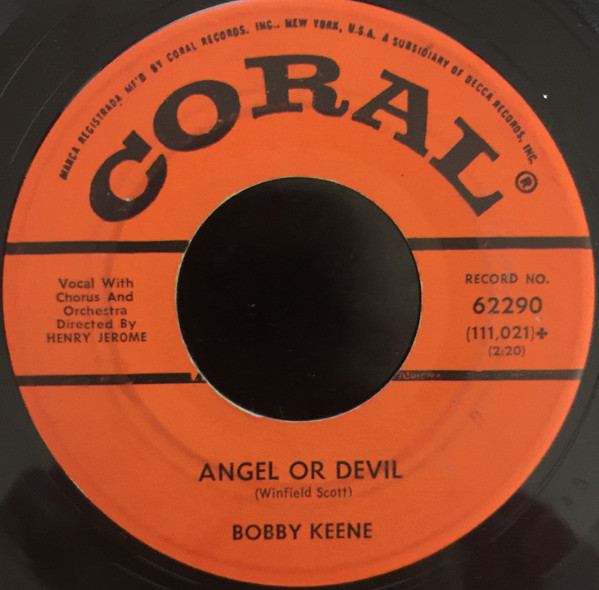 MARCA REGISTRADA MF'D BY CORAL RECORDS, INC., NEW YORK, U.S.A. A SUBSIDIARY OF DECCA RECORDS, INC.
CORAL®
Vocal With
Chorus And
Orchestra
Directed By
HENRY JEROME
RECORD NO.
62290
(111,021)+
(2:20)
ANGEL OR DEVIL
(Winfield Scott)
BOBBY KEENE